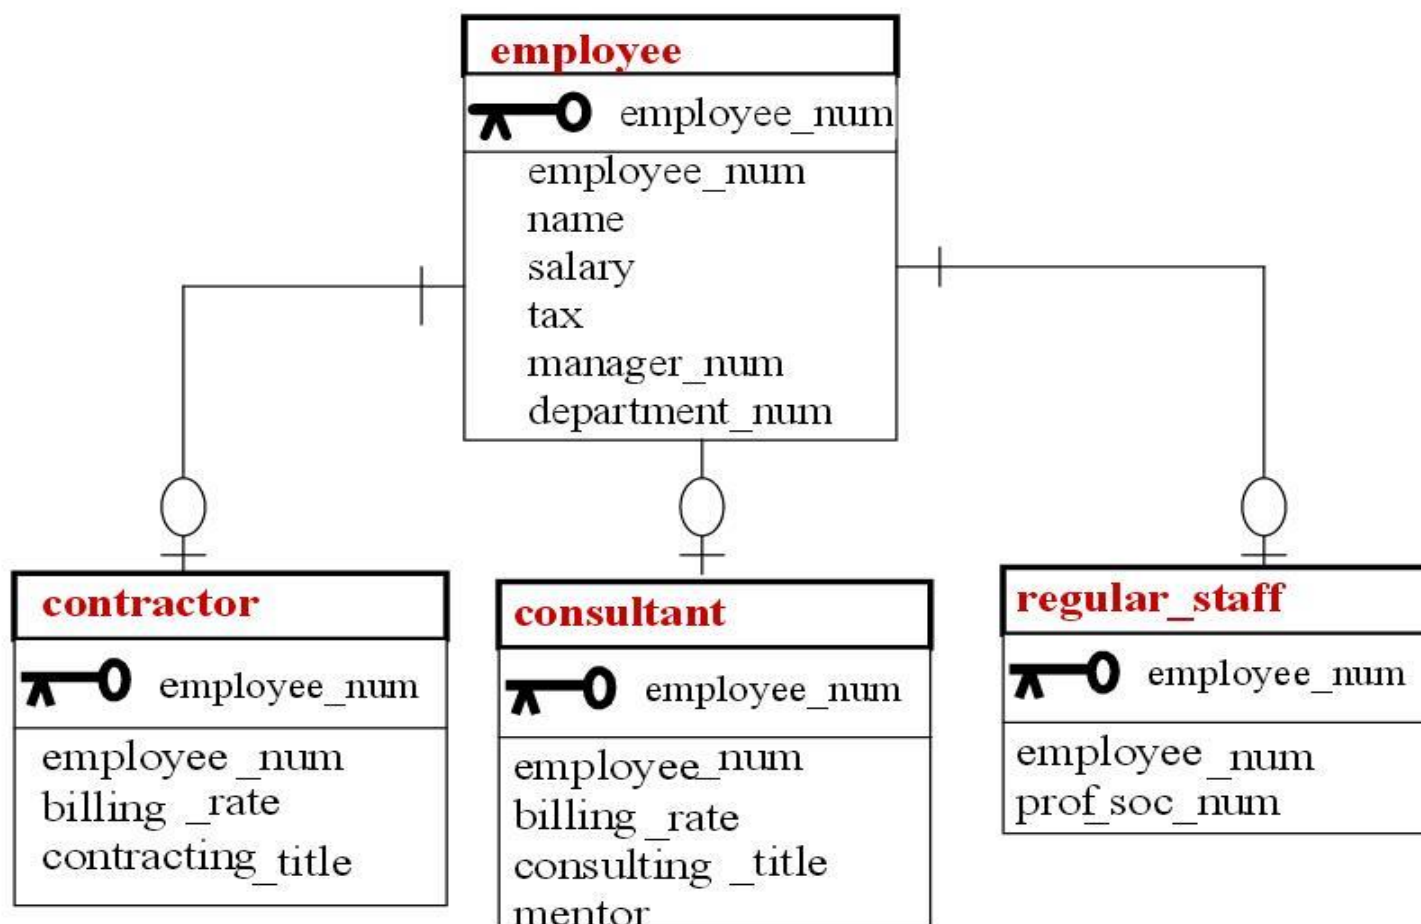 employee
employee_num
employee_num
name
salary
tax
manager_num
department_num
contractor
employee_num
employee _num
billing _rate
contracting_title
consultant
employee_num
employee_num
billing _rate
consulting _title
mentor
regular_staff
employee_num
employee _num
prof_soc_num